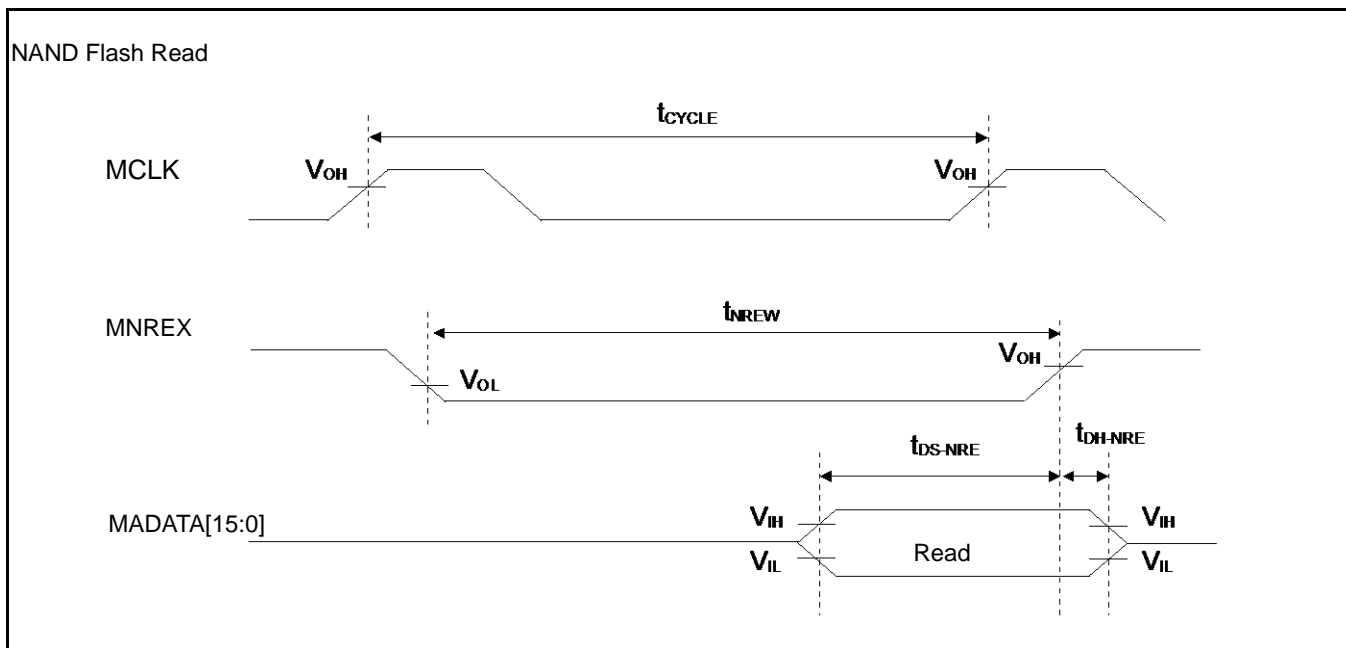 NAND Flash Read
tCYCLE
MCLK
VOH
VOH
tNREW
MNREX
VOH
VOL
tDS-NRE
tDH-NRE
MADATA[15:0]
VIH
VIH
Read
VIL
VIL